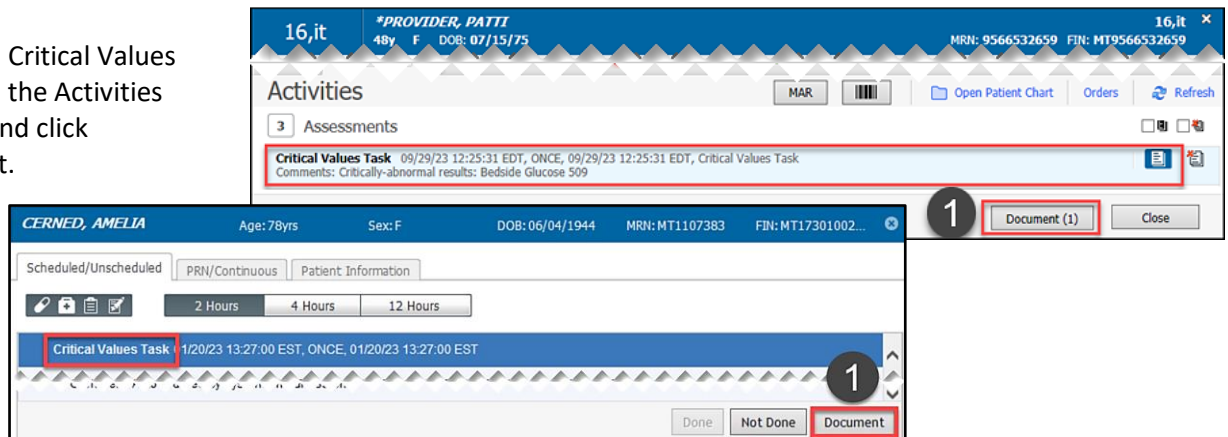 Critical Values
the Activities
nd click
t.
16,it *PROVIDER, PATTI 16,it ×
48y F DOB: 07/15/75 MRN: 9566532659 FIN: MT9566532659
Activities MAR Open Patient Chart Orders Refresh
3 Assessments
Critical Values Task 09/29/23 12:25:31 EDT, ONCE, 09/29/23 12:25:31 EDT, Critical Values Task
Comments: Critically-abnormal results: Bedside Glucose 509
1 Document (1) Close
CERNED, AMELIA Age:78yrs Sex:F DOB:06/04/1944 MRN:MT1107383 FIN:MT17301002...
Scheduled/Unscheduled PRN/Continuous Patient Information
2 Hours 4 Hours 12 Hours
Critical Values Task 1/20/23 13:27:00 EST, ONCE, 01/20/23 13:27:00 EST
1
Done Not Done Document